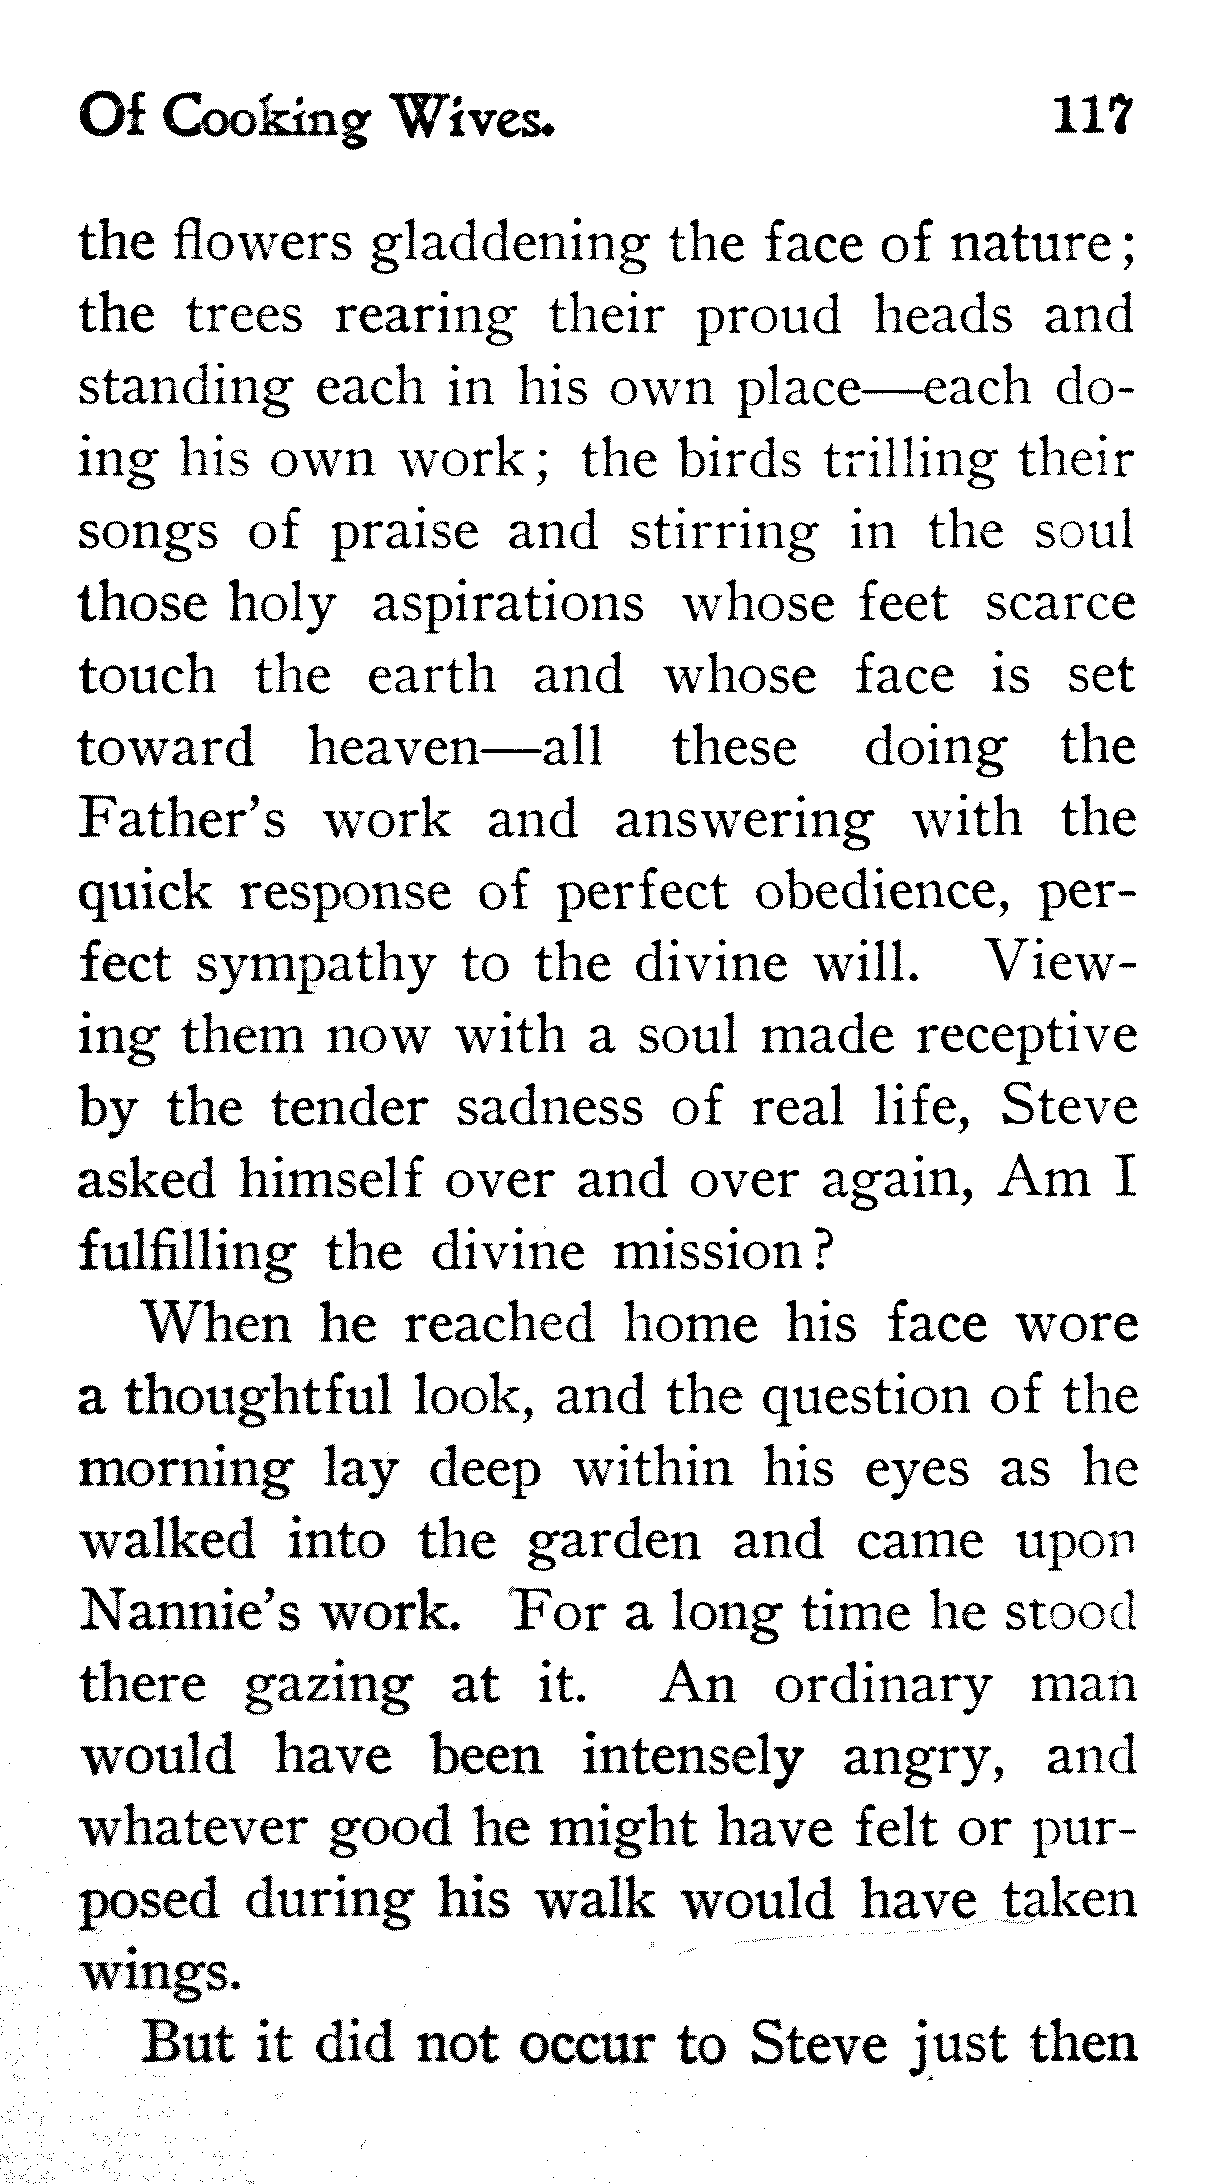 Of Cooking Wives. 117
the flowers gladdening the face of nature;
the trees rearing their proud heads and
standing each in his own place—each do-
ing his own work; the birds trilling their
songs of praise and stirring in the soul
those holy aspirations whose feet scarce
touch the earth and whose face is set
toward heaven—all these doing the
Father's work and answering with the
quick response of perfect obedience, per-
fect sympathy to the divine will. View-
ing them now with a soul made receptive
by the tender sadness of real life, Steve
asked himself over and over again, Am I
fulfilling the divine mission?
When he reached home his face wore
a thoughtful look, and the question of the
morning lay deep within his eyes as he
walked into the garden and came upon
Nannie's work. For a long time he stood
there gazing at it. An ordinary man
would have been intensely angry, and
whatever good he might have felt or pur-
posed during his walk would have taken
wings.
But it did not occur to Steve just then